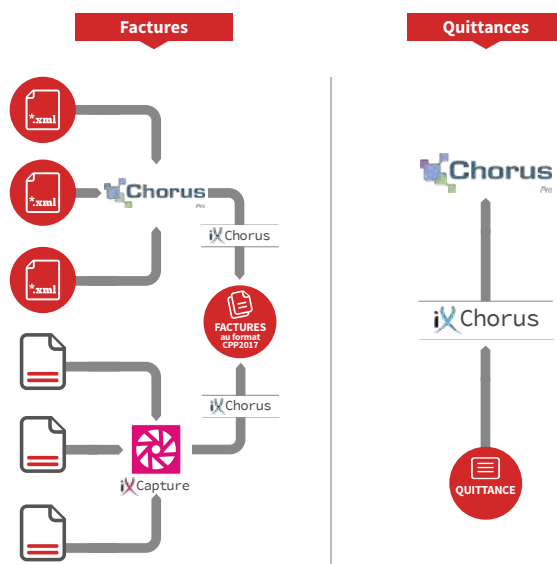 Factures
Quittances
*.xml
*.xml
Chorus
Pro
iXChorus
*.xml
FACTURES
au format
CPP2017
iXChorus
iXCapture
Chorus
Pro
iXChorus
QUITTANCE